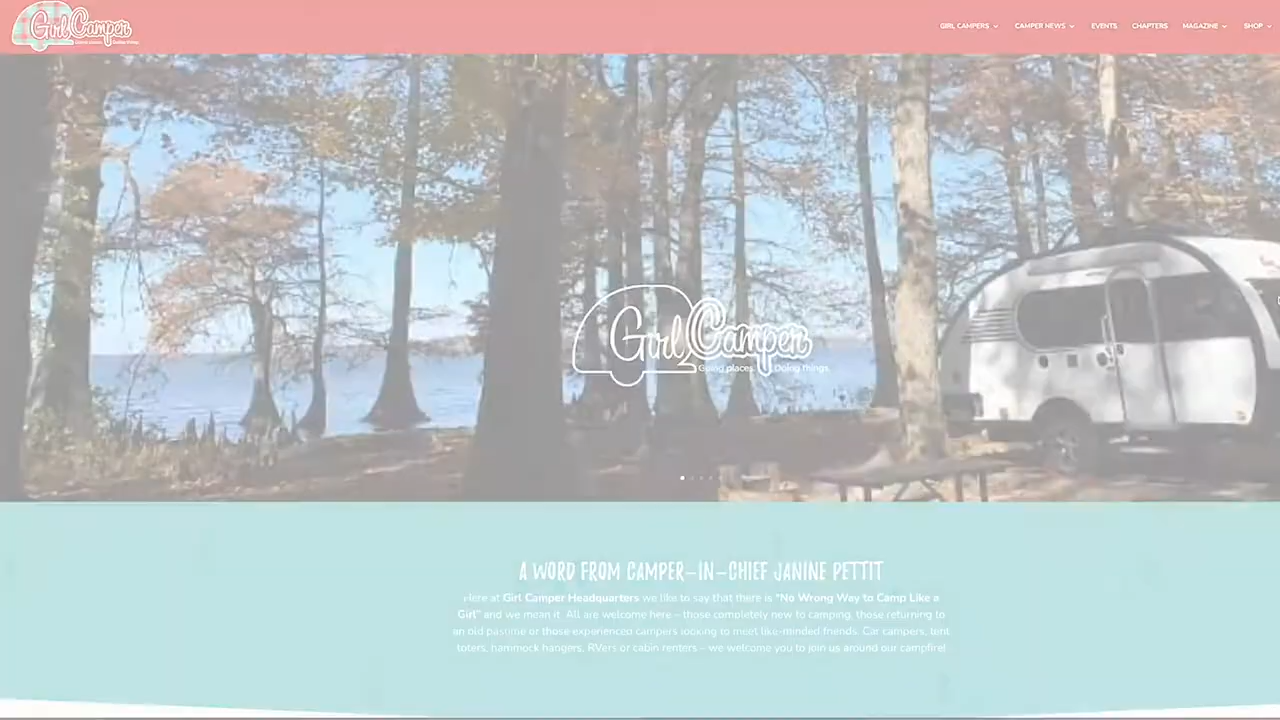 Girl Camper
Going places. Doing things.
GIRL CAMPERS
CAMPER NEWS
EVENTS
CHAPTERS
MAGAZINE
SHOP
Girl Camper
Going places. Doing things.
A WORD FROM CAMPER-IN-CHIEF JANINE PETTIT
Here at Girl Camper Headquarters we like to say that there is "No Wrong Way to Camp Like a
Girl" and we mean it. All are welcome here – those completely new to camping, those returning to
an old pastime or those experienced campers looking to meet like-minded friends. Car campers, tent
toters, hammock hangers, RVers or cabin renters – we welcome you to join us around our campfire!